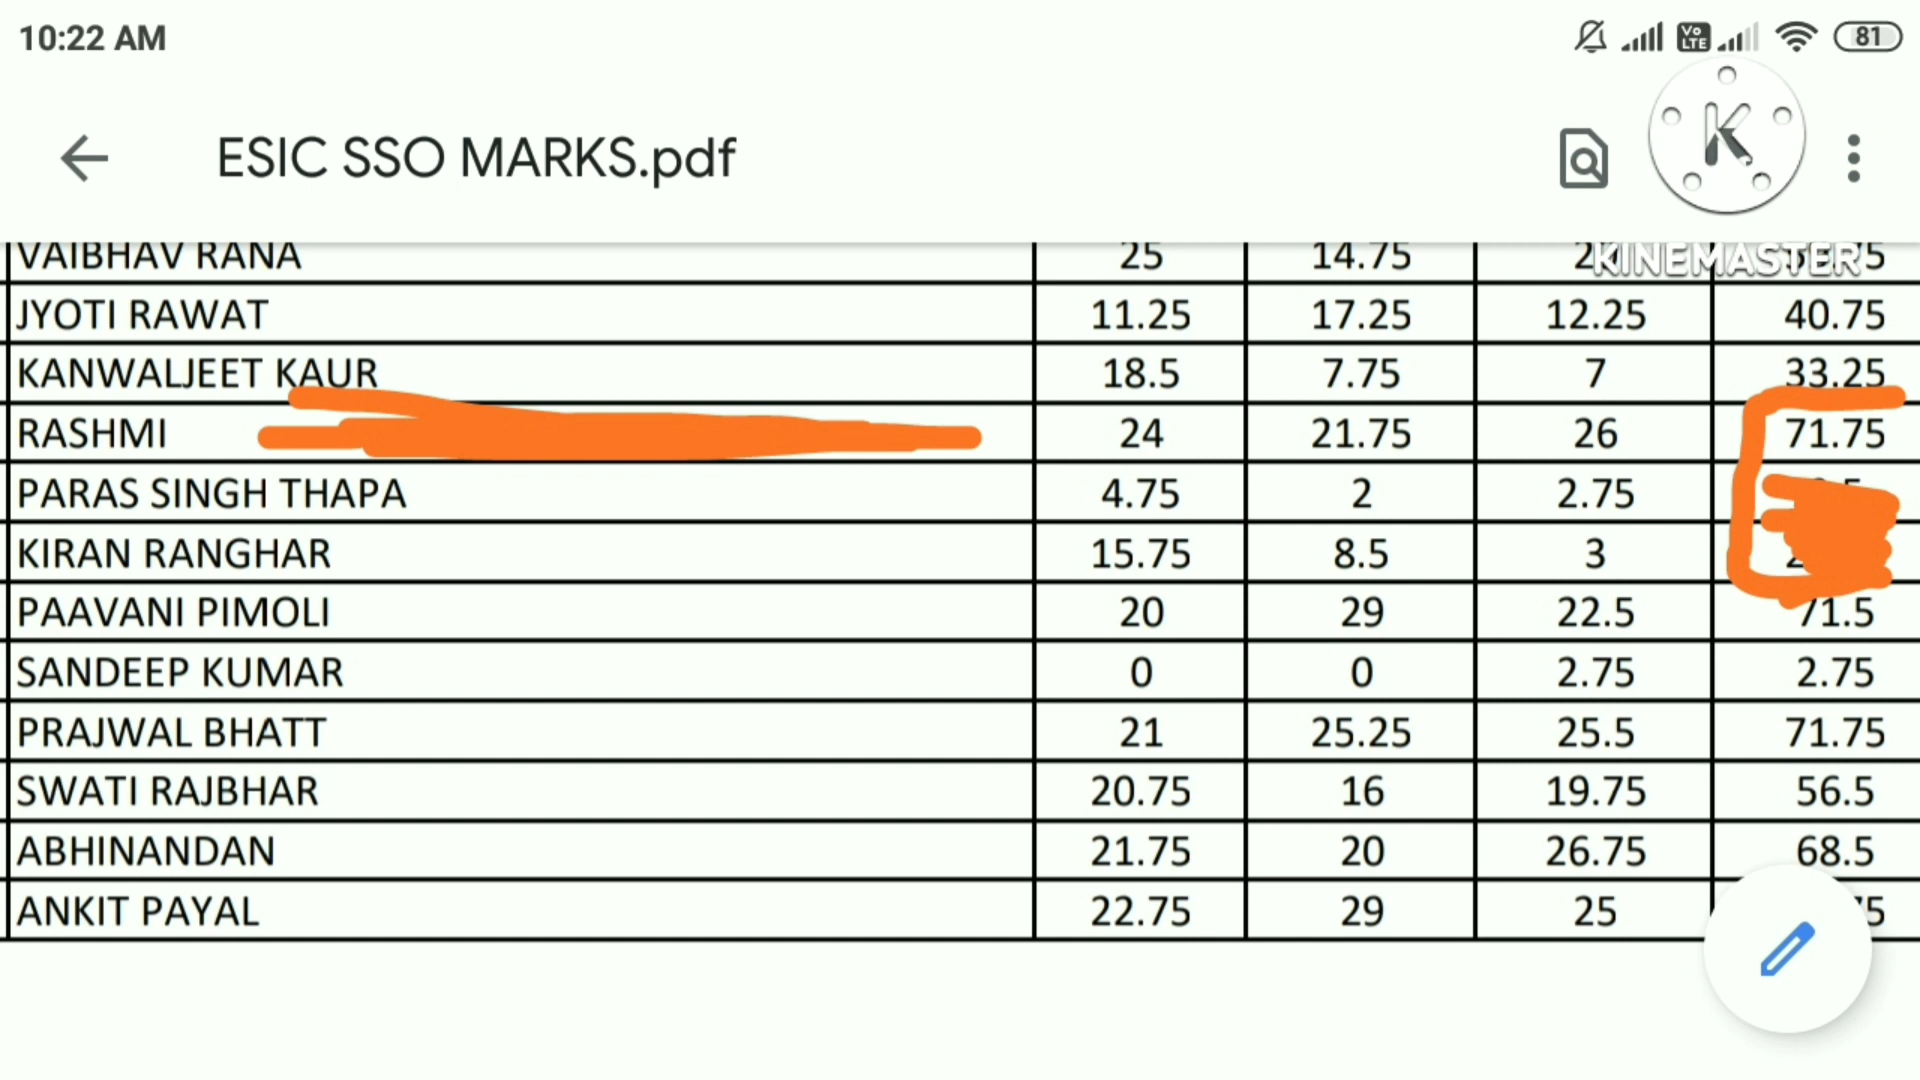 10:22 AM
Vo LTE 81
ESIC SSO MARKS.pdf
K
KINEMASTER
VAIBHAV RANA 25 14.75
JYOTI RAWAT 11.25 17.25 12.25 40.75
KANWALJEET KAUR 18.5 7.75 7 33.25
RASHMI 24 21.75 26 71.75
PARAS SINGH THAPA 4.75 2 2.75
KIRAN RANGHAR 15.75 8.5 3
PAAVANI PIMOLI 20 29 22.5 71.5
SANDEEP KUMAR 0 0 2.75 2.75
PRAJWAL BHATT 21 25.25 25.5 71.75
SWATI RAJBHAR 20.75 16 19.75 56.5
ABHINANDAN 21.75 20 26.75 68.5
ANKIT PAYAL 22.75 29 25